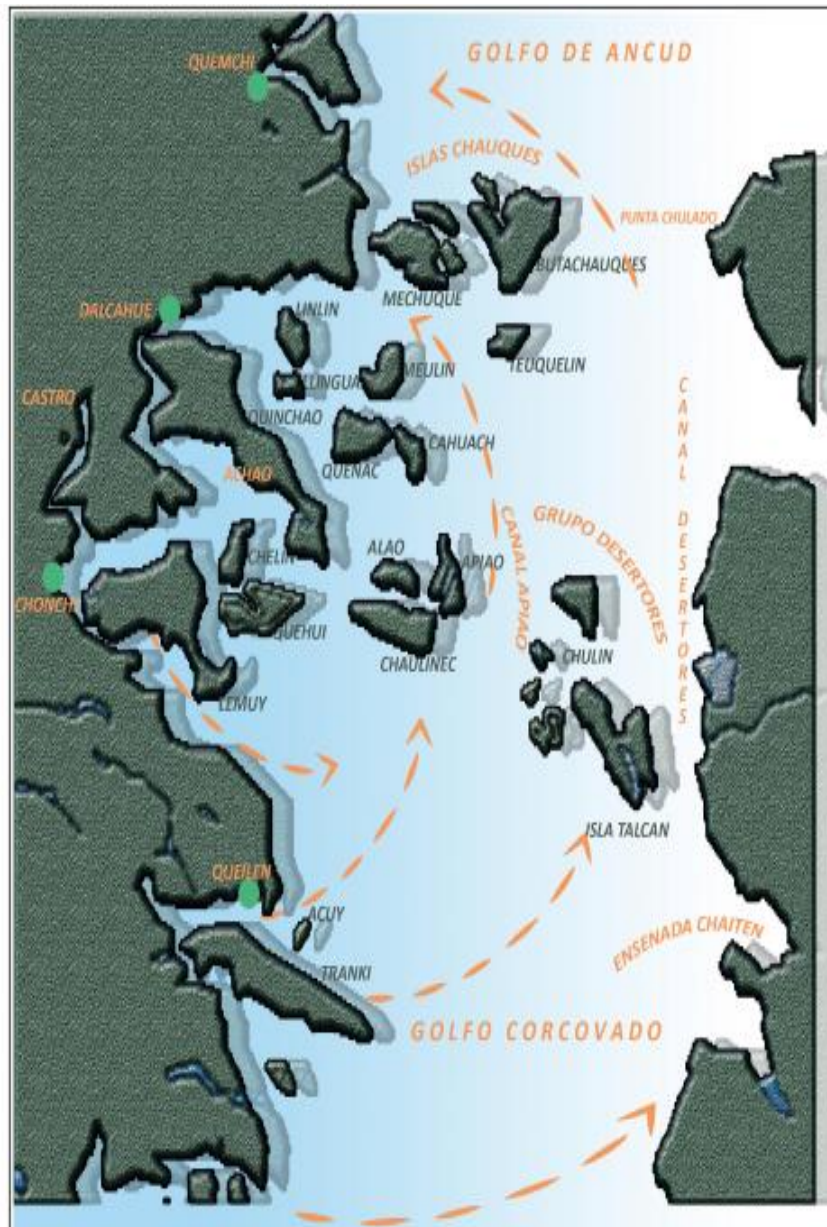 GOLFO DE ANCUD
QUEMCHI
ISLAS CHAUQUES
PUNTA CHULADO
BUTACHAUQUES
MECHUQUE
DALCAHUE
LINLIN
TEUQUELIN
MEULIN
LLINGUA
CASTRO
QUINCHAO
CAHUACH
QUENAC
ACHAO
CANAL DESERTORES
GRUPO DESERTORES
CANAL APIAO
ALAO
APIAO
CHELIN
CHONCHI
QUEHUI
CHAULINEC
CHULIN
LEMUY
ISLA TALCAN
QUEILEN
ACUY
ENSENADA CHAITEN
TRANKI
GOLFO CORCOVADO